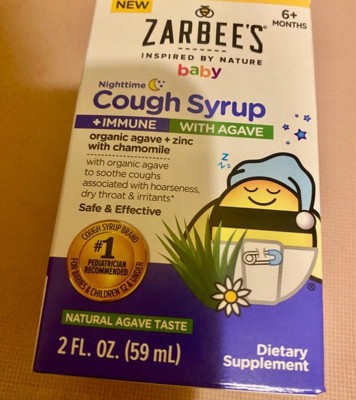 NEW
ZARBEE'S
6+
MONTHS
INSPIRED BY NATURE
baby
Nighttime
Cough Syrup
+IMMUNE WITH AGAVE
organic agave + zinc
with chamomile
with organic agave
to soothe coughs
associated with hoarseness,
dry throat & irritants*
Safe & Effective
z
z
z
COUGH SYRUP BRAND
#1
PEDIATRICIAN
RECOMMENDED
FOR BABIES & CHILDREN 12 & UNDER
®
NATURAL AGAVE TASTE
2 FL. OZ. (59 mL)
Dietary
Supplement